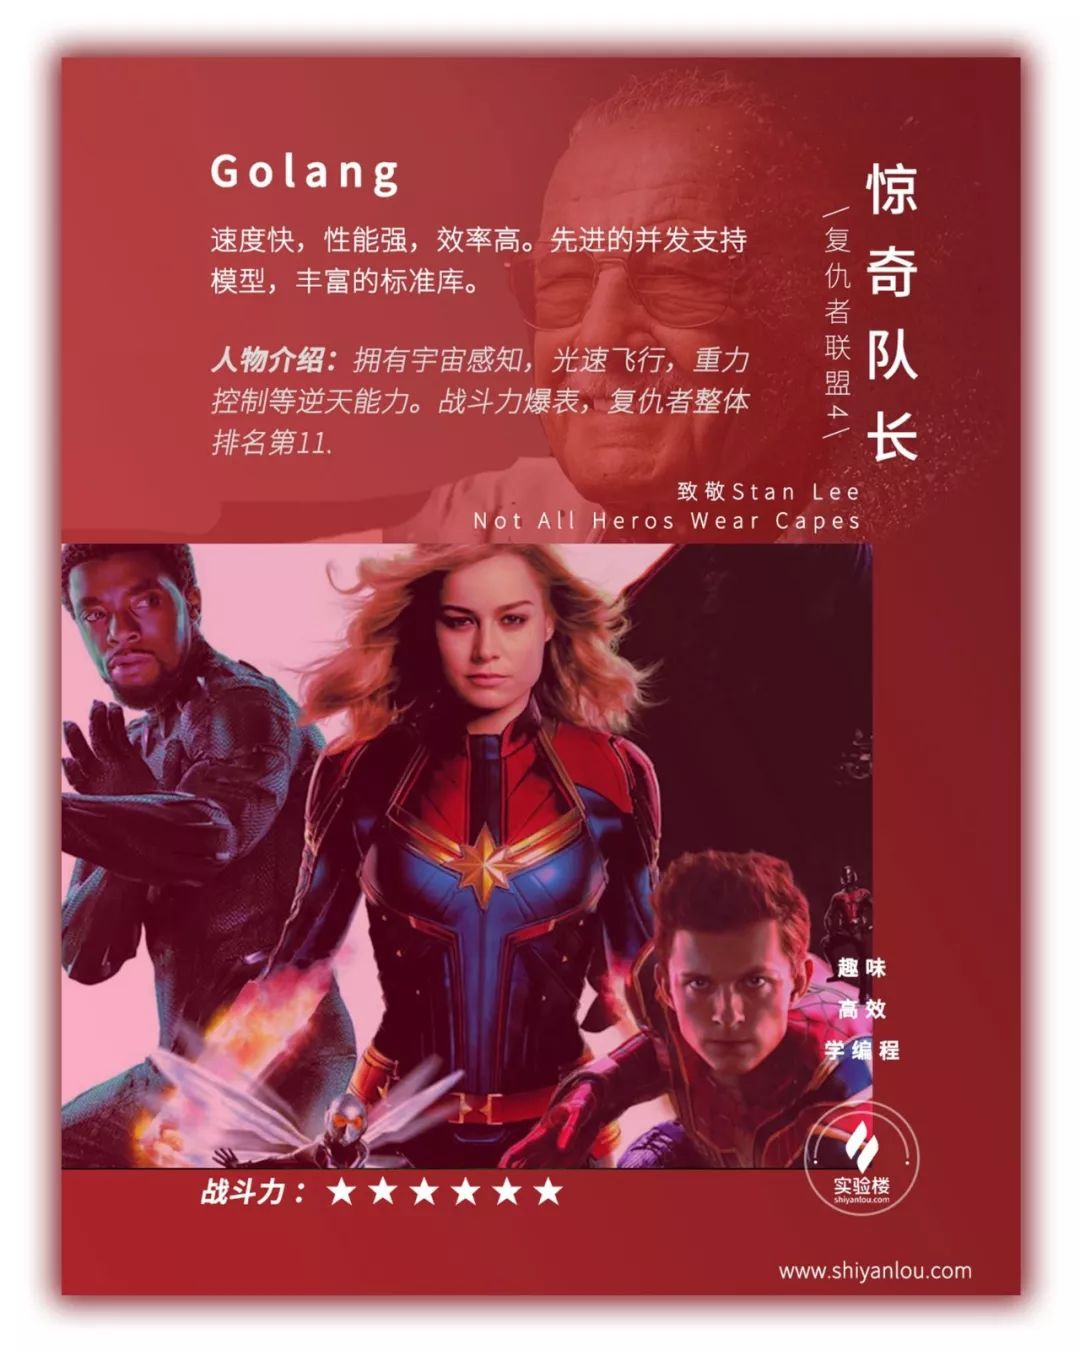 Golang
速度快，性能强，效率高。先进的并发支持
模型，丰富的标准库。
人物介绍：拥有宇宙感知，光速飞行，重力
控制等逆天能力。战斗力爆表，复仇者整体
排名第11.
惊奇队长
\复仇者联盟4\
致敬Stan Lee
Not All Heros Wear Capes
趣味
高效
学编程
实验楼
shiyanlou.com
战斗力：★★★★★★
www.shiyanlou.com